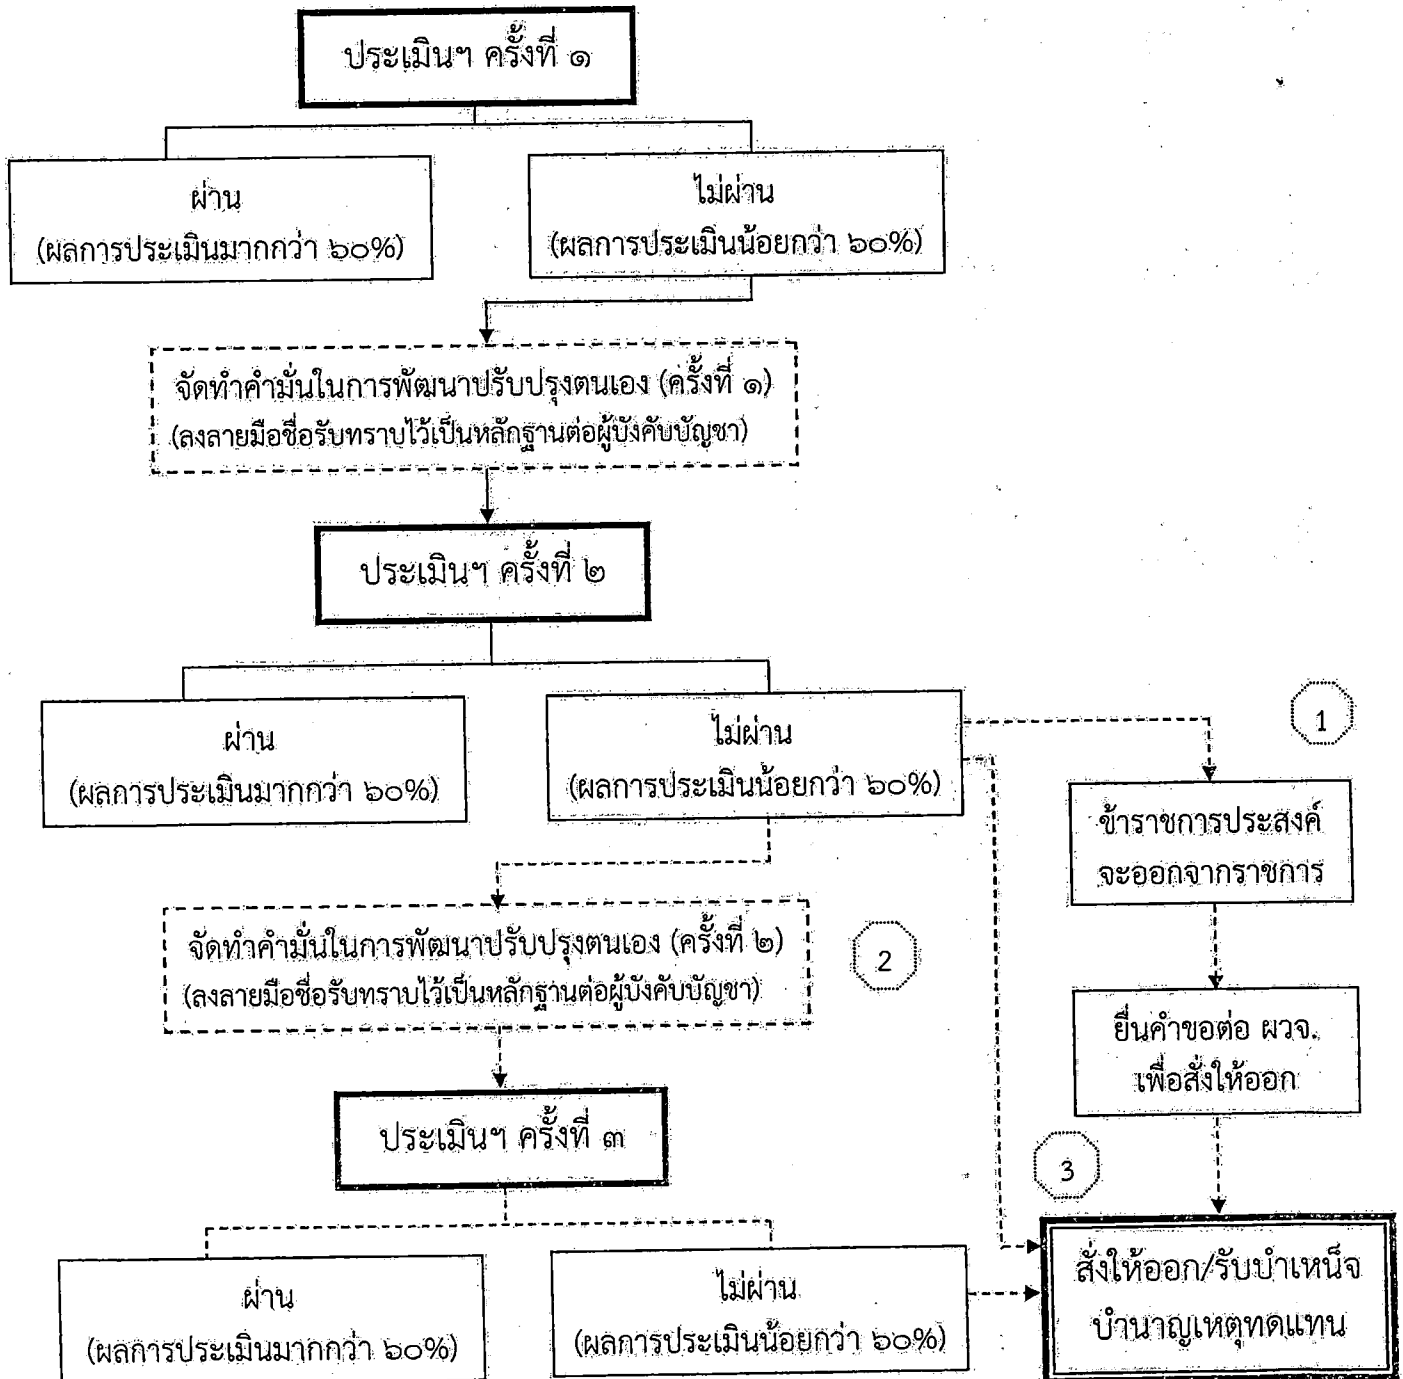 ประเมินฯ ครั้งที่ ๑
ผ่าน
(ผลการประเมินมากกว่า ๖๐%)
ไม่ผ่าน
(ผลการประเมินน้อยกว่า ๖๐%)
จัดทำคำมั่นในการพัฒนาปรับปรุงตนเอง (ครั้งที่ ๑)
(ลงลายมือชื่อรับทราบไว้เป็นหลักฐานต่อผู้บังคับบัญชา)
ประเมินฯ ครั้งที่ ๒
ผ่าน
(ผลการประเมินมากกว่า ๖๐%)
ไม่ผ่าน
(ผลการประเมินน้อยกว่า ๖๐%)
1
ข้าราชการประสงค์
จะออกจากราชการ
จัดทำคำมั่นในการพัฒนาปรับปรุงตนเอง (ครั้งที่ ๒)
(ลงลายมือชื่อรับทราบไว้เป็นหลักฐานต่อผู้บังคับบัญชา)
2
ยื่นคำขอต่อ ผวจ.
เพื่อสั่งให้ออก
ประเมินฯ ครั้งที่ ๓
3
ผ่าน
(ผลการประเมินมากกว่า ๖๐%)
ไม่ผ่าน
(ผลการประเมินน้อยกว่า ๖๐%)
สั่งให้ออก/รับบำเหน็จ
บำนาญเหตุทดแทน